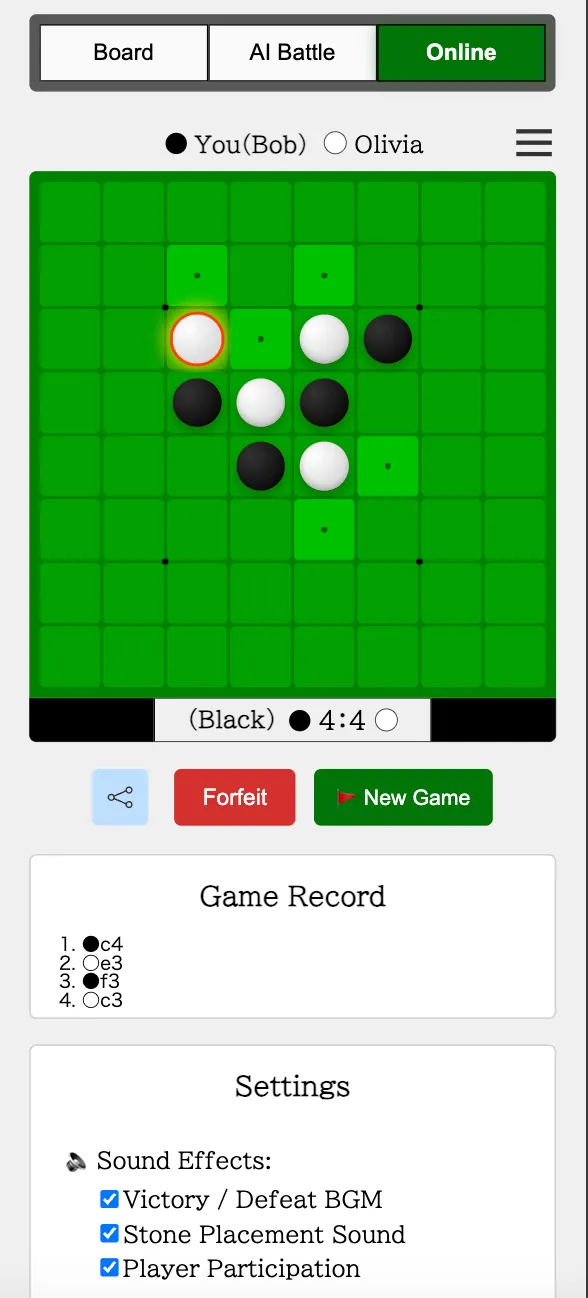 Board AI Battle Online
● You(Bob) ○ Olivia
(Black) ● 4:4 ○
Forfeit 🚩 New Game
Game Record
1. ●c4
2. ○e3
3. ●f3
4. ○c3
Settings
🔈 Sound Effects:
Victory / Defeat BGM
Stone Placement Sound
Player Participation